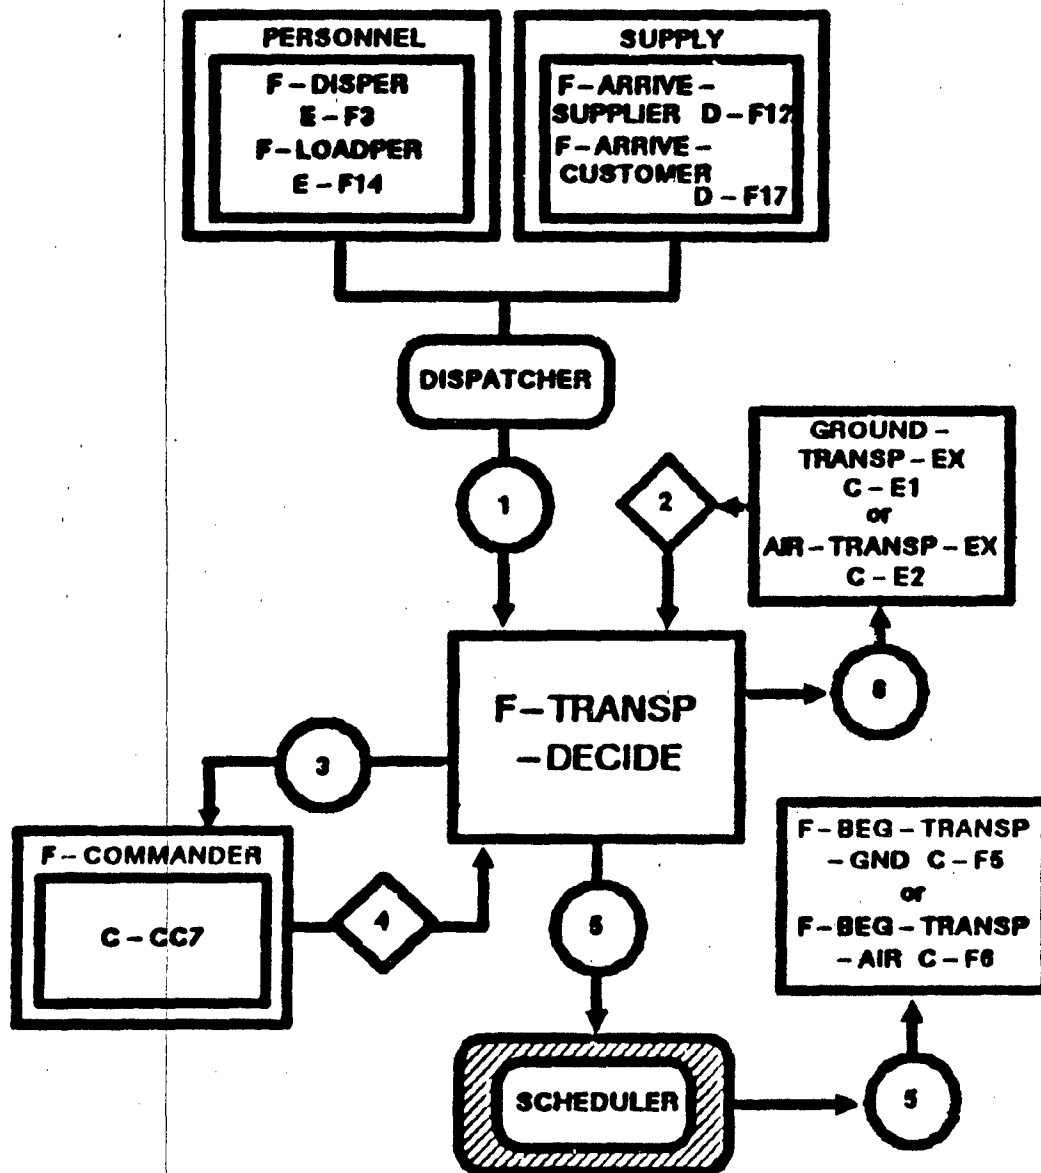 PERSONNEL
F-DISPER
E-F3
F-LOADPER
E-F14
SUPPLY
F-ARRIVE-
SUPPLIER D-F12
F-ARRIVE-
CUSTOMER
D-F17
DISPATCHER
1
2
GROUND-
TRANSP-EX
C-E1
or
AIR-TRANSP-EX
C-E2
F-TRANSP
-DECIDE
6
3
F-COMMANDER
C-CC7
4
5
F-BEG-TRANSP
-GND C-F5
or
F-BEG-TRANSP
-AIR C-F6
SCHEDULER
5